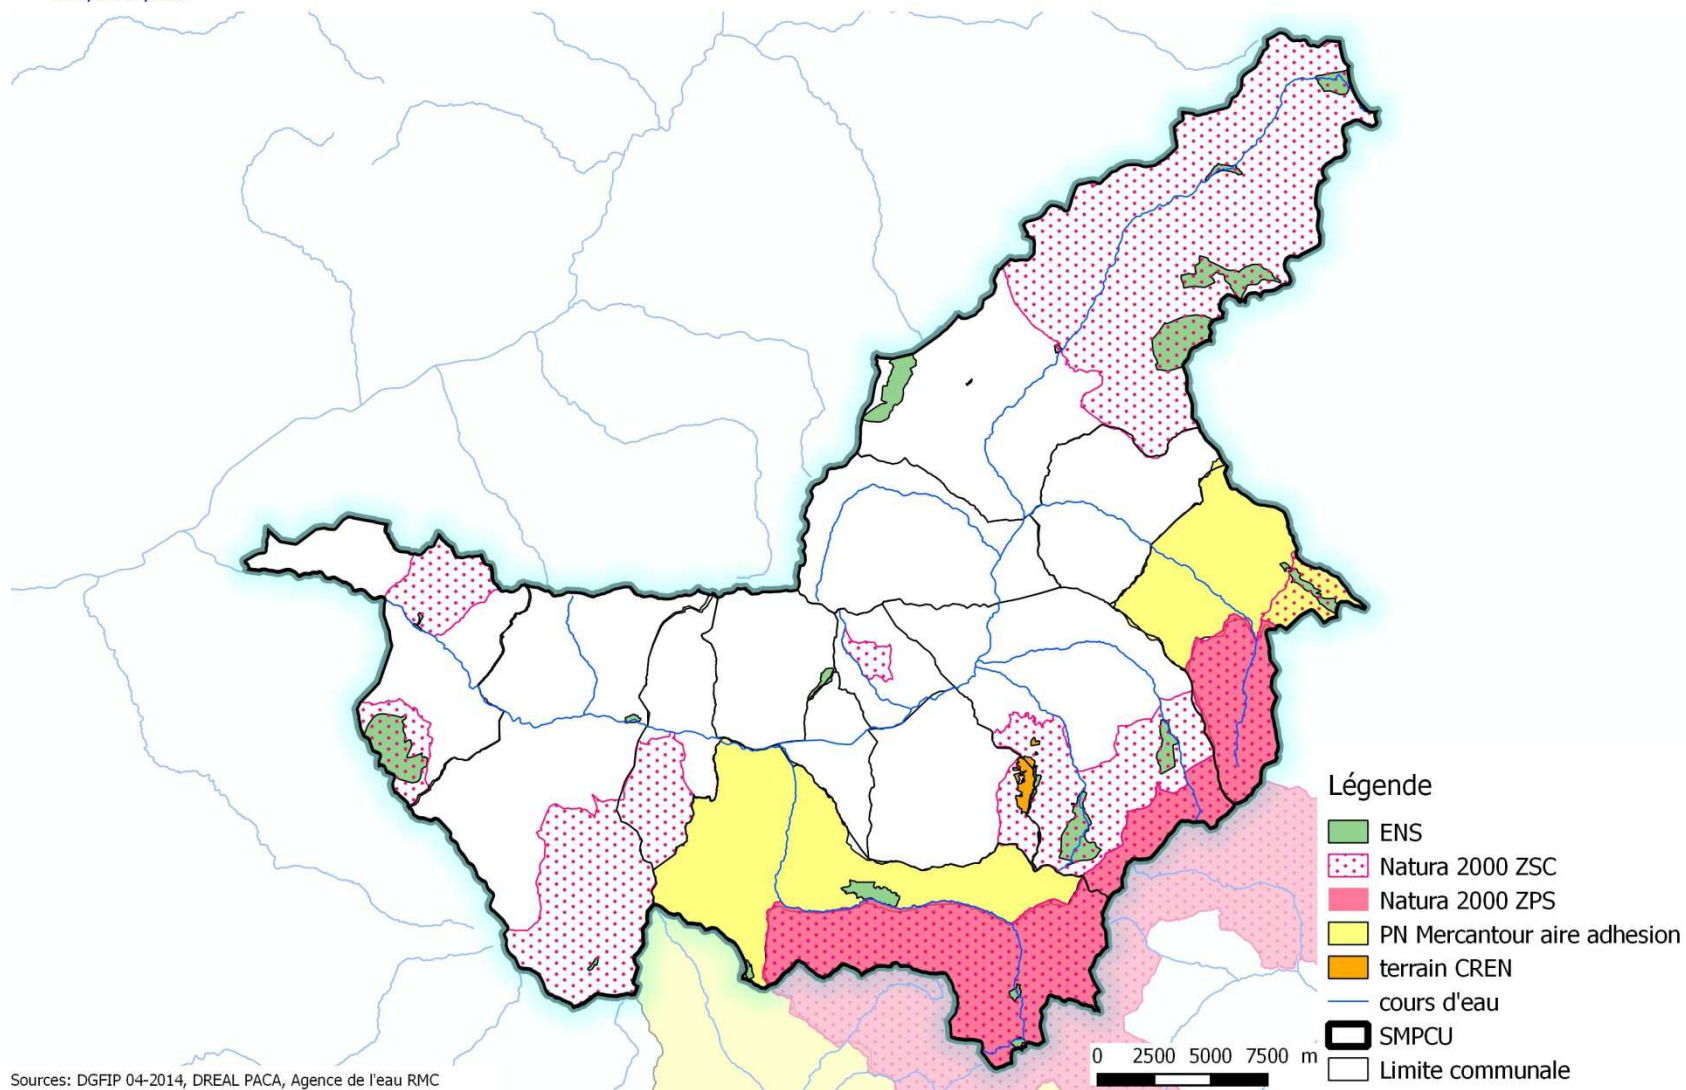 Légende
ENS
Natura 2000 ZSC
Natura 2000 ZPS
PN Mercantour aire adhesion
terrain CREN
cours d'eau
SMPCU
Limite communale
0 2500 5000 7500 m
Sources: DGFIP 04-2014, DREAL PACA, Agence de l'eau RMC